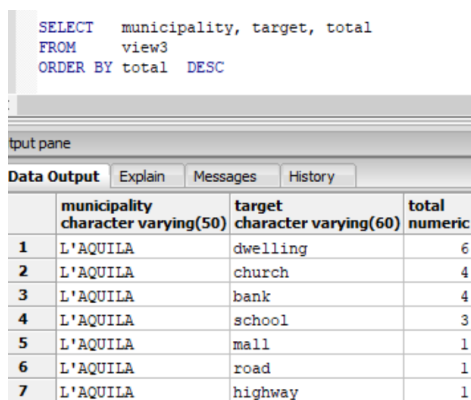 SELECT municipality, target, total
FROM view3
ORDER BY total DESC
tput pane
Data Output Explain Messages History
municipality target total
character varying(50) character varying(60) numeric
1 L'AQUILA dwelling 6
2 L'AQUILA church 4
3 L'AQUILA bank 4
4 L'AQUILA school 3
5 L'AQUILA mall 1
6 L'AQUILA road 1
7 L'AQUILA highway 1